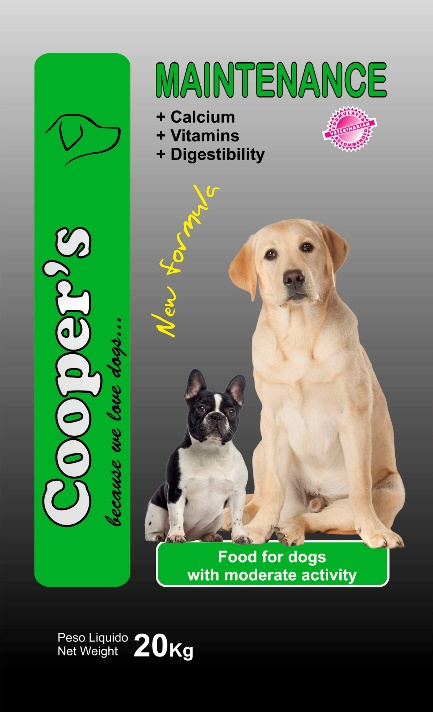 MAINTENANCE
+ Calcium
+ Vitamins
+ Digestibility
VETERINARIAN
New formula
Cooper's
because we love dogs...
Food for dogs
with moderate activity
Peso Liquido
Net Weight
20Kg